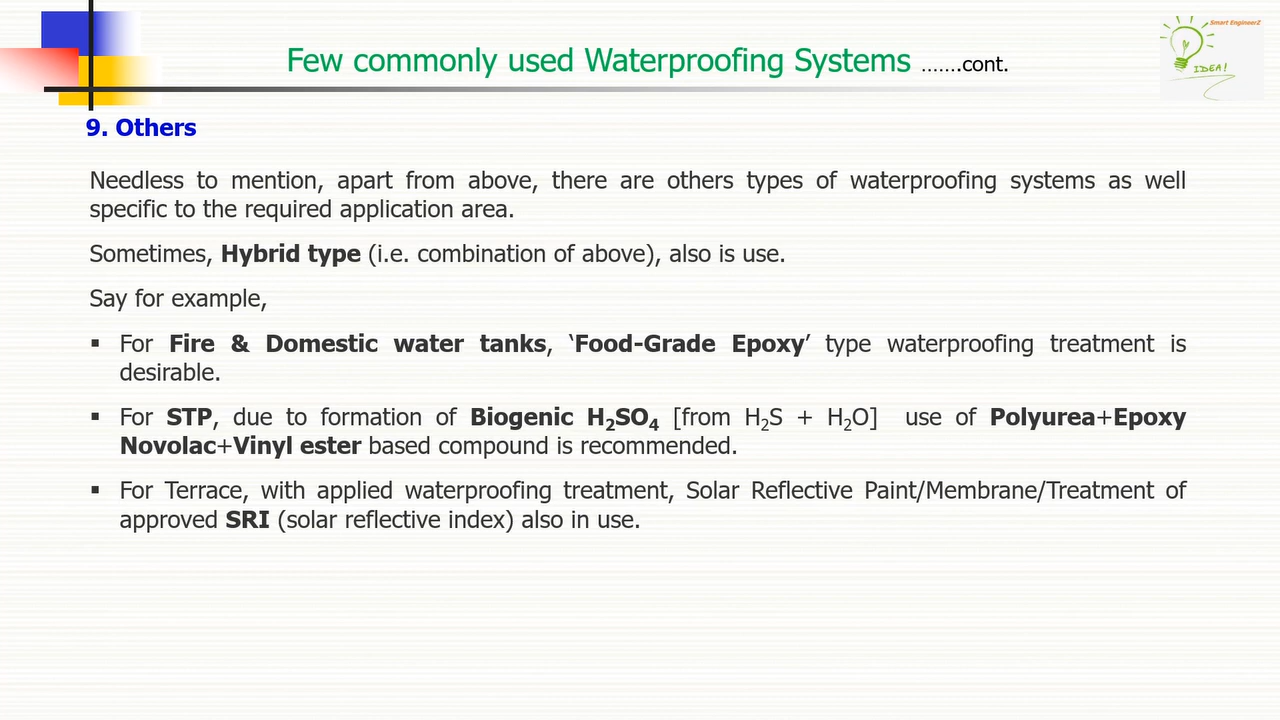 Few commonly used Waterproofing Systems …….cont.
Smart EngineerZ
IDEA!
9. Others
Needless to mention, apart from above, there are others types of waterproofing systems as well
specific to the required application area.
Sometimes, Hybrid type (i.e. combination of above), also is use.
Say for example,
▪ For Fire & Domestic water tanks, ‘Food-Grade Epoxy’ type waterproofing treatment is
desirable.
▪ For STP, due to formation of Biogenic H₂SO₄ [from H₂S + H₂O] use of Polyurea+Epoxy
Novolac+Vinyl ester based compound is recommended.
▪ For Terrace, with applied waterproofing treatment, Solar Reflective Paint/Membrane/Treatment of
approved SRI (solar reflective index) also in use.